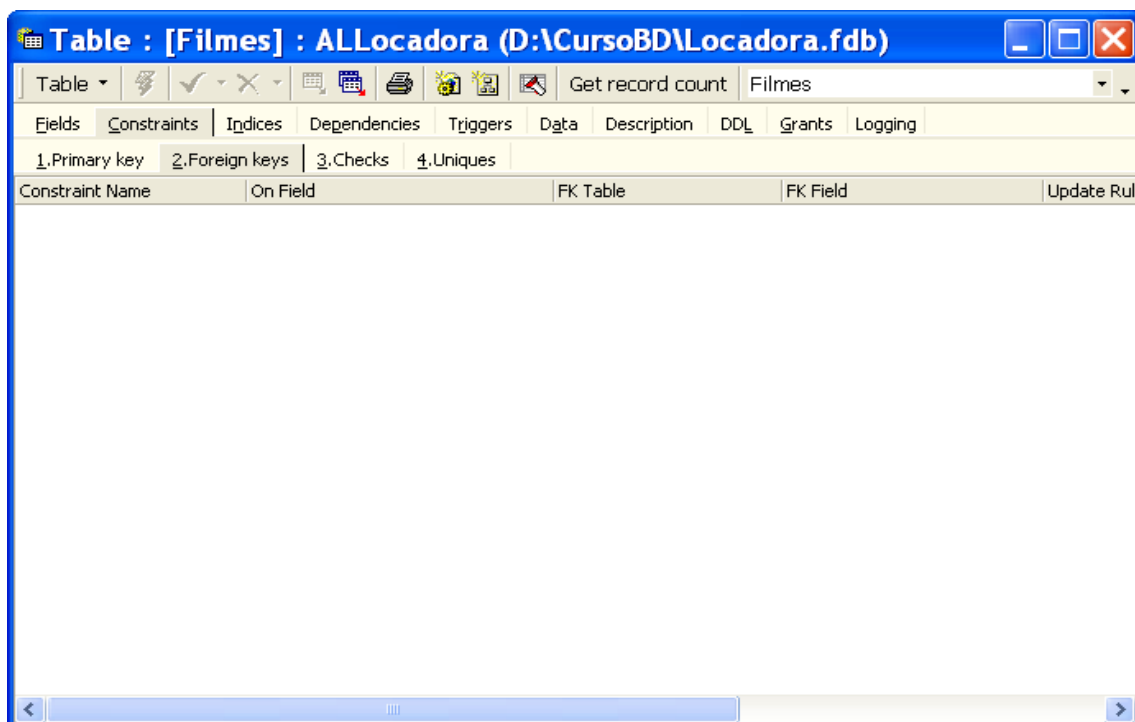 Table : [Filmes] : ALLocadora (D:\CursoBD\Locadora.fdb)
Table Get record count Filmes
Fields Constraints Indices Dependencies Triggers Data Description DDL Grants Logging
1.Primary key 2.Foreign keys 3.Checks 4.Uniques
Constraint Name On Field FK Table FK Field Update Rul